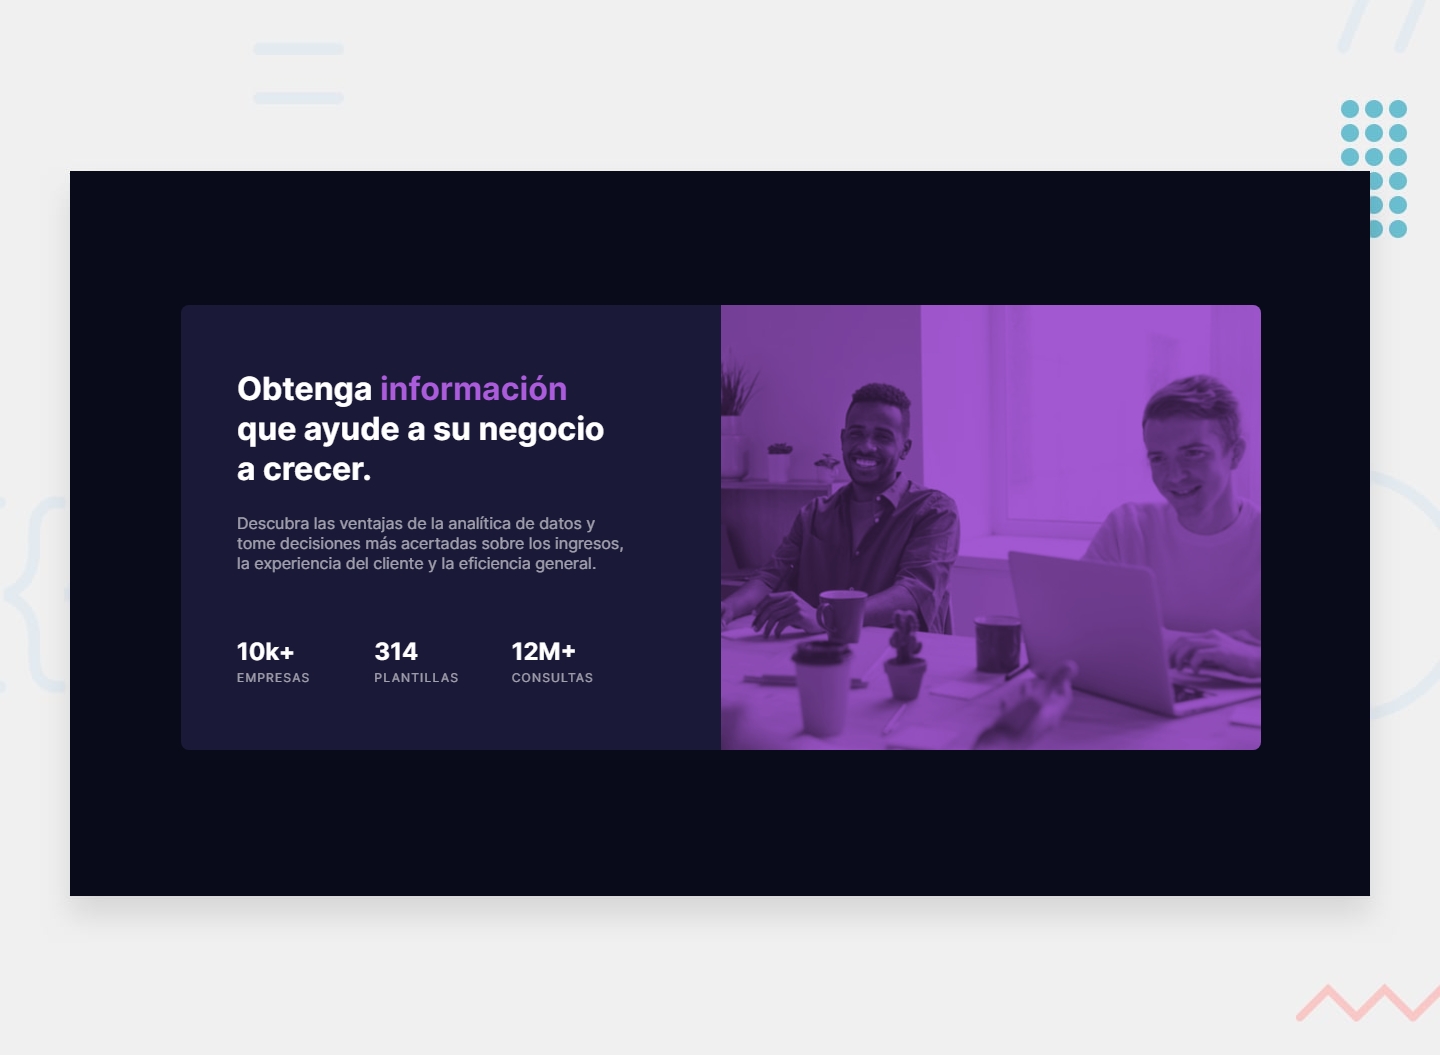 Obtenga información
que ayude a su negocio
a crecer.
Descubra las ventajas de la analítica de datos y
tome decisiones más acertadas sobre los ingresos,
la experiencia del cliente y la eficiencia general.
10k+ 314 12M+
EMPRESAS PLANTILLAS CONSULTAS